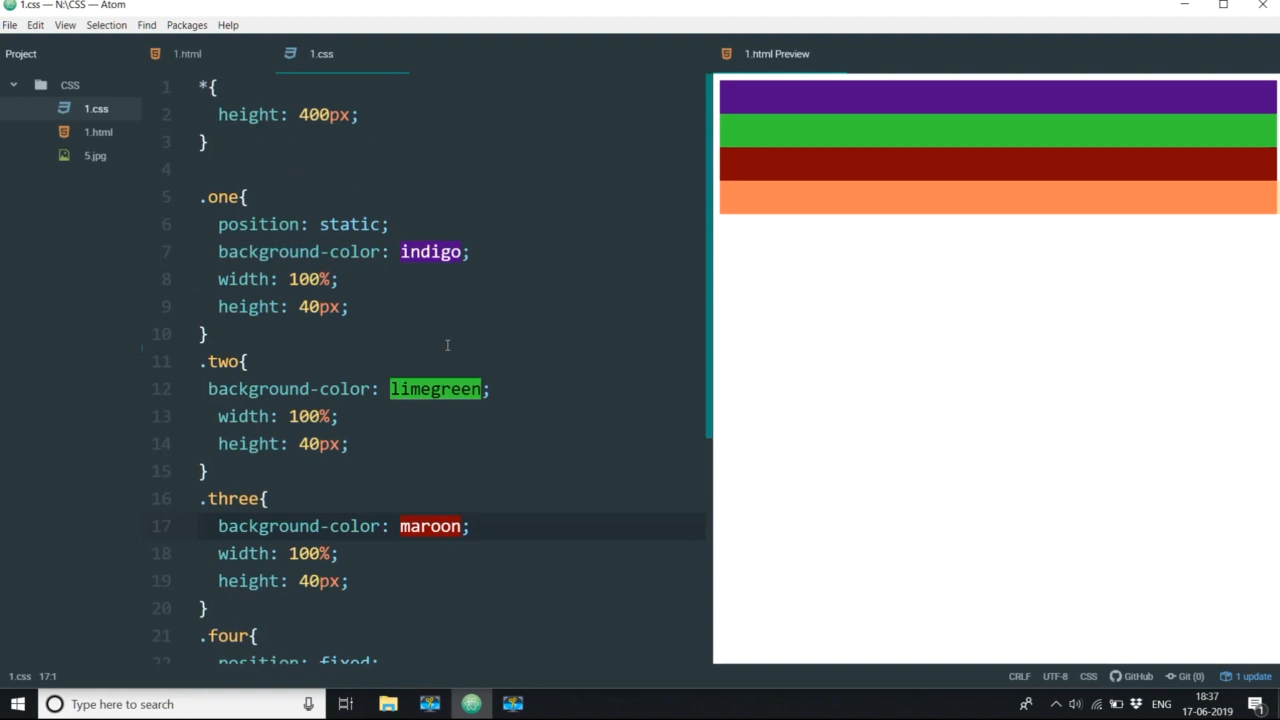 1.css — N:\CSS — Atom
File Edit View Selection Find Packages Help
Project
1.html
1.css
1.html Preview
CSS
1.css
1.html
5.jpg
1 *{
2 height: 400px;
3 }
4
5 .one{
6 position: static;
7 background-color: indigo;
8 width: 100%;
9 height: 40px;
10 }
11 .two{
12 background-color: limegreen;
13 width: 100%;
14 height: 40px;
15 }
16 .three{
17 background-color: maroon;
18 width: 100%;
19 height: 40px;
20 }
21 .four{
22 position: fixed;
1.css 17:1
CRLF UTF-8 CSS GitHub Git (0) 1 update
Type here to search
ENG
18:37
17-06-2019
1